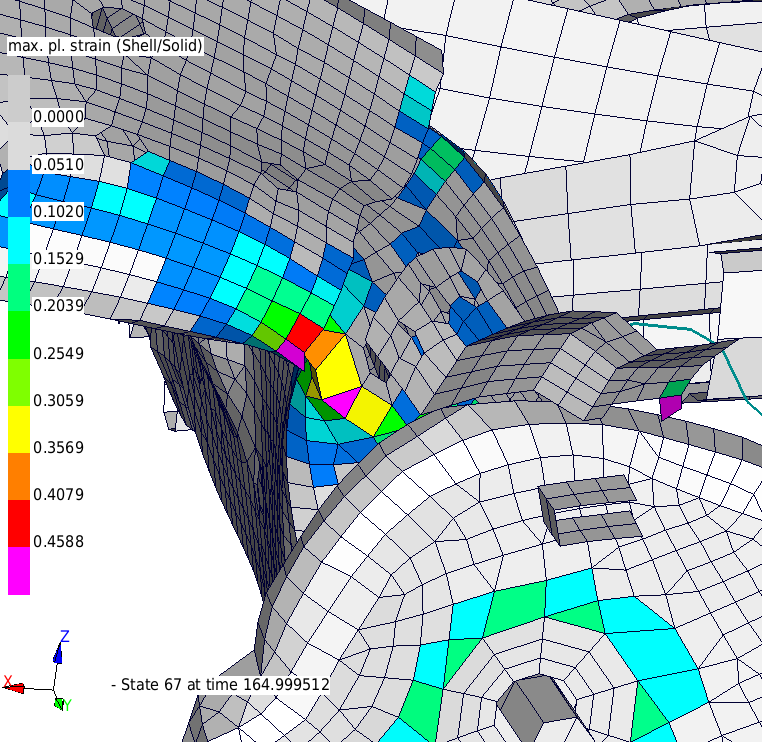 max. pl. strain (Shell/Solid)
0.0000
0.0510
0.1020
0.1529
0.2039
0.2549
0.3059
0.3569
0.4079
0.4588
Z
X
Y
- State 67 at time 164.999512